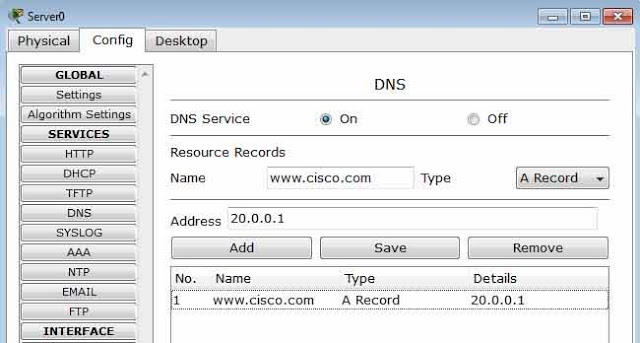 Server0
Physical Config Desktop
GLOBAL
Settings
Algorithm Settings
SERVICES
HTTP
DHCP
TFTP
DNS
SYSLOG
AAA
NTP
EMAIL
FTP
INTERFACE
DNS
DNS Service On Off
Resource Records
Name www.cisco.com Type A Record
Address 20.0.0.1
Add Save Remove
No. Name Type Details
1 www.cisco.com A Record 20.0.0.1